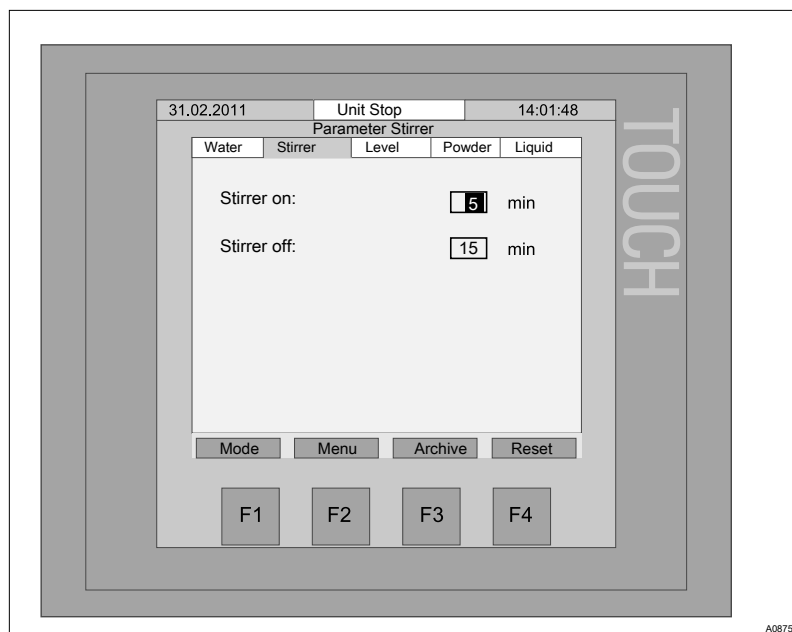 31.02.2011 Unit Stop 14:01:48
Parameter Stirrer
Water Stirrer Level Powder Liquid
Stirrer on: 5 min
Stirrer off: 15 min
Mode Menu Archive Reset
F1 F2 F3 F4
TOUCH
A0875